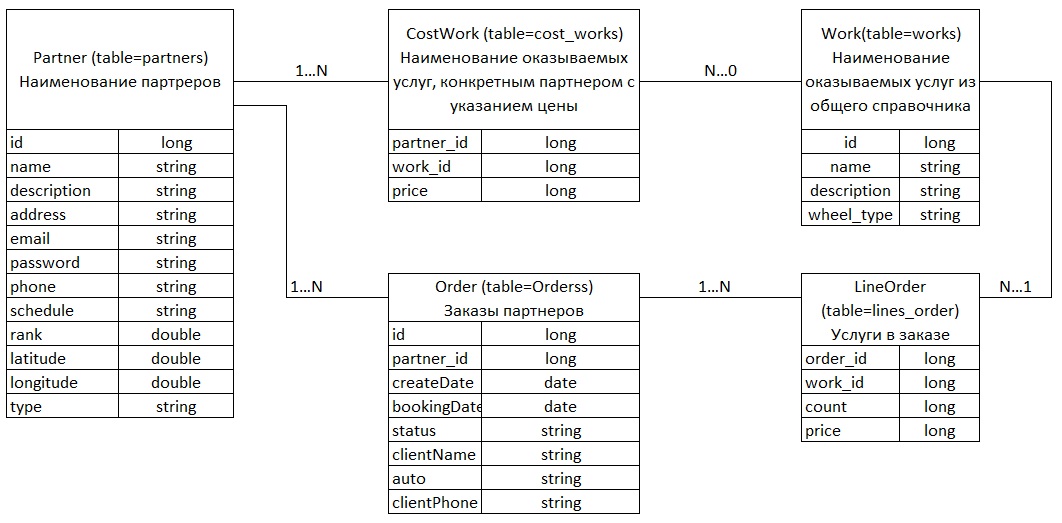 Partner (table=partners)
Наименование партреров
id long
name string
description string
address string
email string
password string
phone string
schedule string
rank double
latitude double
longitude double
type string
1...N
CostWork (table=cost_works)
Наименование оказываемых
услуг, конкретным партнером с
указанием цены
partner_id long
work_id long
price long
N...0
Work(table=works)
Наименование
оказываемых услуг из
общего справочника
id long
name string
description string
wheel_type string
1...N
Order (table=Orderss)
Заказы партнеров
id long
partner_id long
createDate date
bookingDate date
status string
clientName string
auto string
clientPhone string
1...N
LineOrder
(table=lines_order)
Услуги в заказе
order_id long
work_id long
count long
price long
N...1